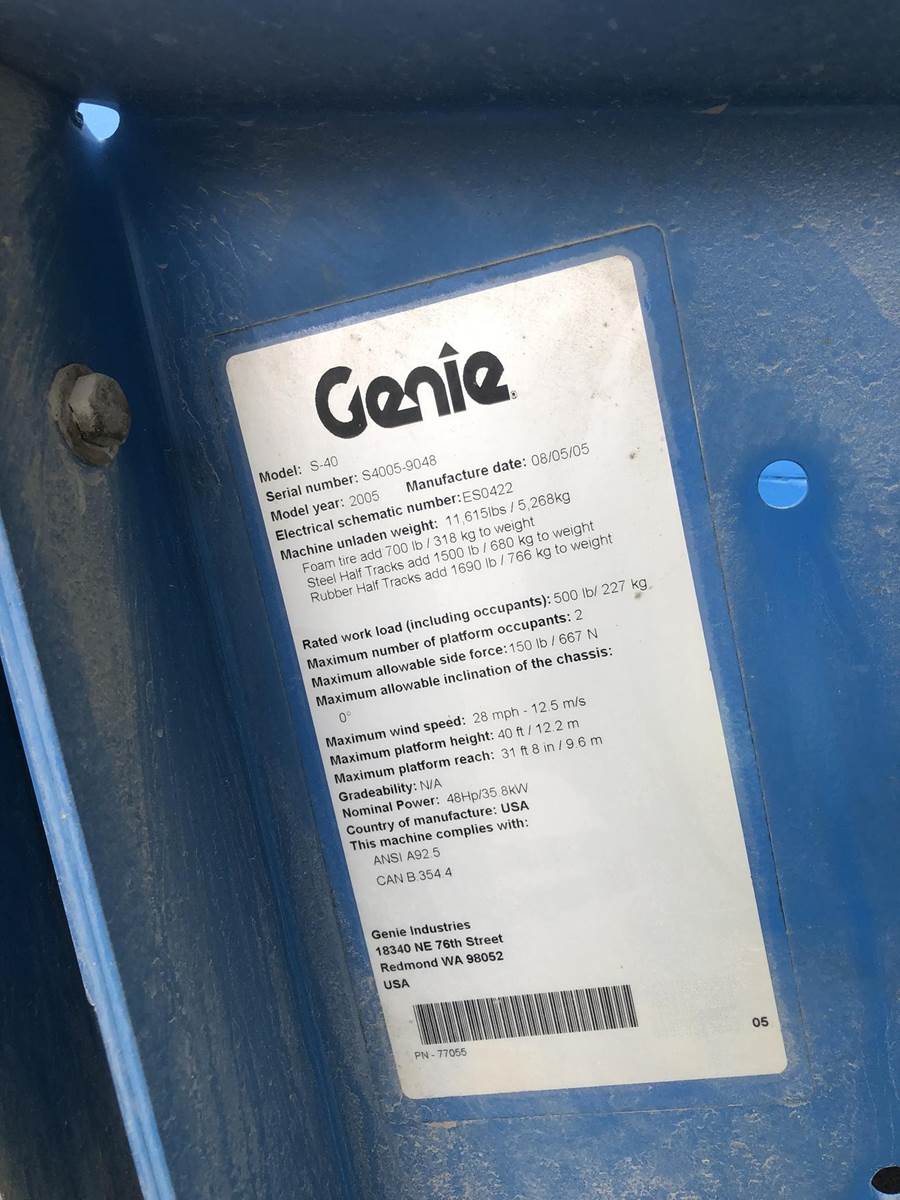 Genie
Model: S-40
Serial number: S4005-9048
Model year: 2005 Manufacture date: 08/05/05
Electrical schematic number: ES0422
Machine unladen weight: 11,615lbs / 5,268kg
Foam tire add 700 lb / 318 kg to weight
Steel Half Tracks add 1500 lb / 680 kg to weight
Rubber Half Tracks add 1690 lb / 766 kg to weight
Rated work load (including occupants): 500 lb/ 227 kg
Maximum number of platform occupants: 2
Maximum allowable side force: 150 lb / 667 N
Maximum allowable inclination of the chassis:
0°
Maximum wind speed: 28 mph - 12.5 m/s
Maximum platform height: 40 ft / 12.2 m
Maximum platform reach: 31 ft 8 in / 9.6 m
Gradeability: N/A
Nominal Power: 48Hp/35.8kW
Country of manufacture: USA
This machine complies with:
ANSI A92.5
CAN B.354.4
Genie Industries
18340 NE 76th Street
Redmond WA 98052
USA
PN - 77055
05